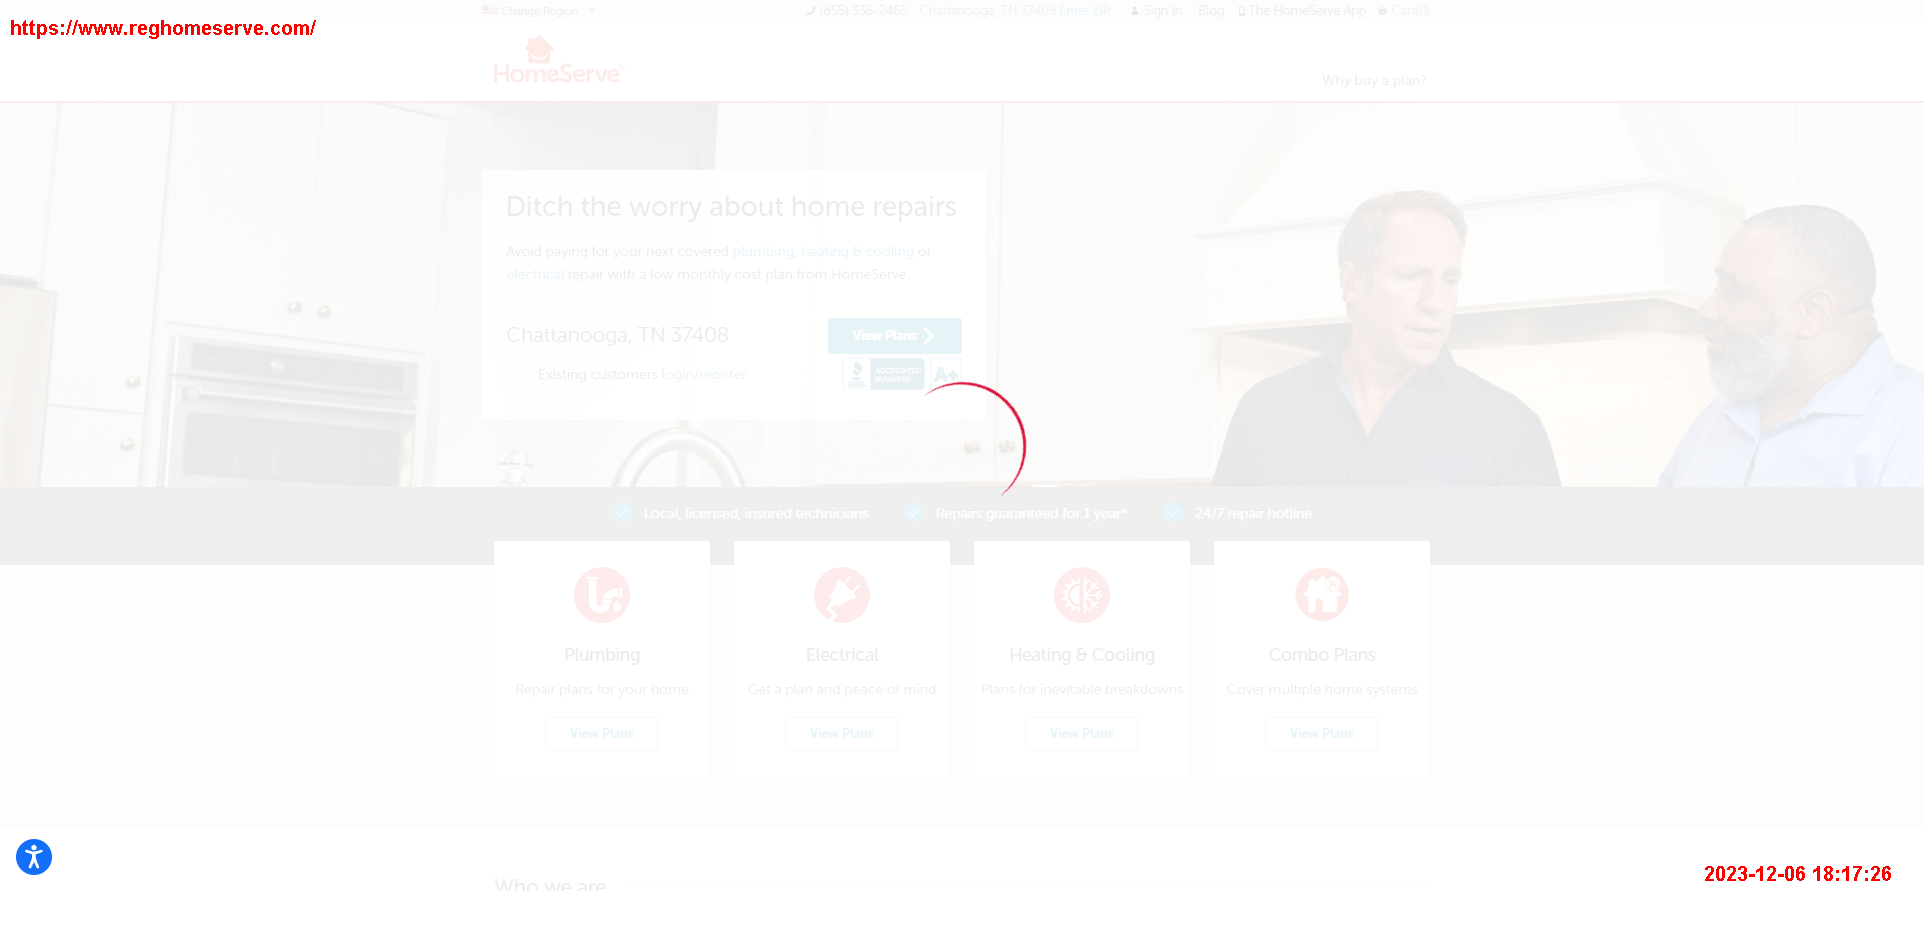 Change Region
(855) 336-2465
Chattanooga, TN 37408 Enter ZIP
Sign In
Blog
The HomeServe App
Cart(0)
https://www.reghomeserve.com/
HomeServe
Why buy a plan?
Ditch the worry about home repairs
Avoid paying for your next covered plumbing, heating & cooling or
electrical repair with a low monthly cost plan from HomeServe.
Chattanooga, TN 37408
View Plans
Existing customers login/register
BBB
ACCREDITED
BUSINESS
A+
Local, licensed, insured technicians
Repairs guaranteed for 1 year*
24/7 repair hotline
Plumbing
Repair plans for your home
View Plans
Electrical
Get a plan and peace of mind
View Plans
Heating & Cooling
Plans for inevitable breakdowns
View Plans
Combo Plans
Cover multiple home systems
View Plans
Who we are
2023-12-06 18:17:26